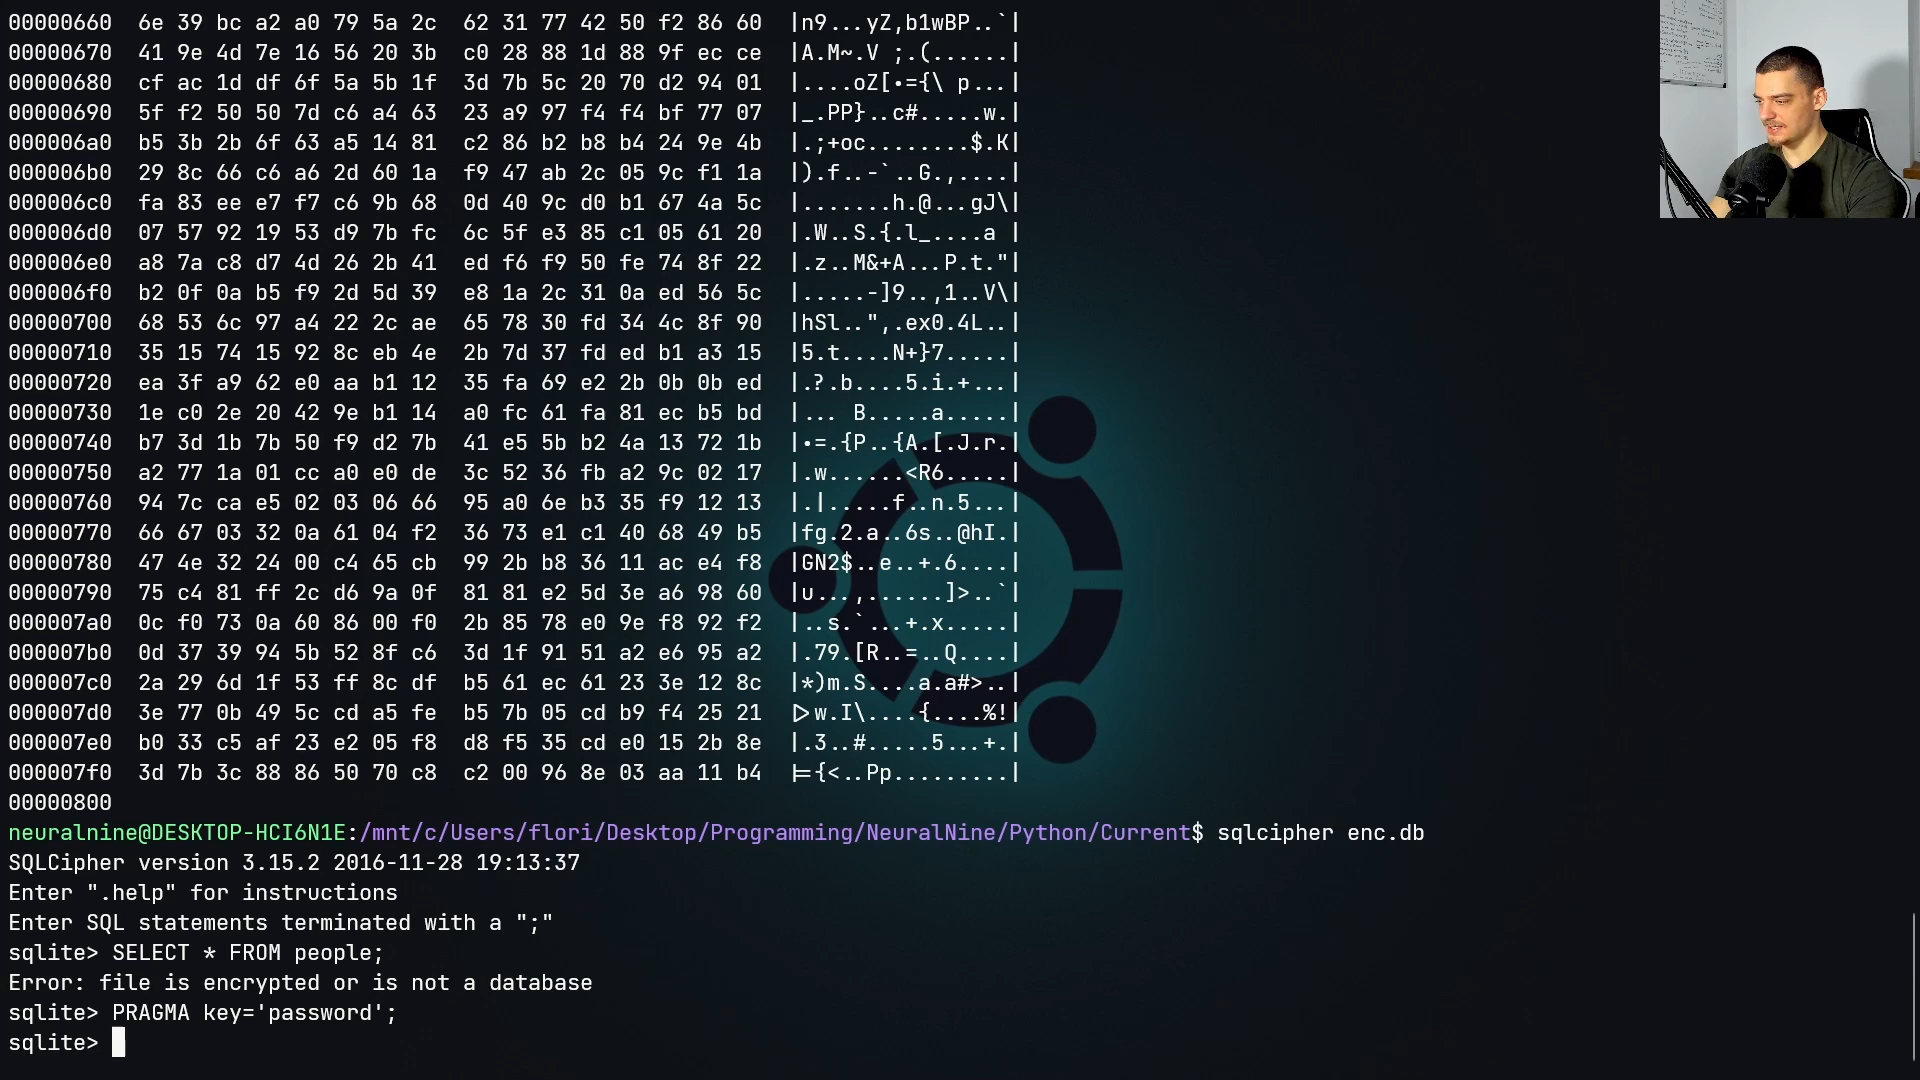 00000660  6e 39 bc a2 a0 79 5a 2c  62 31 77 42 50 f2 86 60  |n9...yZ,b1wBP..`|
00000670  41 9e 4d 7e 16 56 20 3b  c0 28 88 1d 88 9f ec ce  |A.M~.V ;.(......|
00000680  cf ac 1d df 6f 5a 5b 1f  3d 7b 5c 20 70 d2 94 01  |....oZ[.={\ p...|
00000690  5f f2 50 50 7d c6 a4 63  23 a9 97 f4 f4 bf 77 07  |_.PP}..c#.....w.|
000006a0  b5 3b 2b 6f 63 a5 14 81  c2 86 b2 b8 b4 24 9e 4b  |.;+oc........$.K|
000006b0  29 8c 66 c6 a6 2d 60 1a  f9 47 ab 2c 05 9c f1 1a  |).f..-`..G.,....|
000006c0  fa 83 ee e7 f7 c6 9b 68  0d 40 9c d0 b1 67 4a 5c  |.......h.@...gJ\|
000006d0  07 57 92 19 53 d9 7b fc  6c 5f e3 85 c1 05 61 20  |.W..S.{.l_....a |
000006e0  a8 7a c8 d7 4d 26 2b 41  ed f6 f9 50 fe 74 8f 22  |.z..M&+A...P.t."|
000006f0  b2 0f 0a b5 f9 2d 5d 39  e8 1a 2c 31 0a ed 56 5c  |.....-]9..,1..V\|
00000700  68 53 6c 97 a4 22 2c ae  65 78 30 fd 34 4c 8f 90  |hSl..",.ex0.4L..|
00000710  35 15 74 15 92 8c eb 4e  2b 7d 37 fd ed b1 a3 15  |5.t....N+}7.....|
00000720  ea 3f a9 62 e0 aa b1 12  35 fa 69 e2 2b 0b 0b ed  |.?.b....5.i.+...|
00000730  1e c0 2e 20 42 9e b1 14  a0 fc 61 fa 81 ec b5 bd  |... B.....a.....|
00000740  b7 3d 1b 7b 50 f9 d2 7b  41 e5 5b b2 4a 13 72 1b  |.=.{P..{A.[.J.r.|
00000750  a2 77 1a 01 cc a0 e0 de  3c 52 36 fb a2 9c 02 17  |.w......<R6.....|
00000760  94 7c ca e5 02 03 06 66  95 a0 6e b3 35 f9 12 13  |.|.....f..n.5...|
00000770  66 67 03 32 0a 61 04 f2  36 73 e1 c1 40 68 49 b5  |fg.2.a..6s..@hI.|
00000780  47 4e 32 24 00 c4 65 cb  99 2b b8 36 11 ac e4 f8  |GN2$..e..+.6....|
00000790  75 c4 81 ff 2c d6 9a 0f  81 81 e2 5d 3e a6 98 60  |u...,......]>..`|
000007a0  0c f0 73 0a 60 86 00 f0  2b 85 78 e0 9e f8 92 f2  |..s.`...+.x.....|
000007b0  0d 37 39 94 5b 52 8f c6  3d 1f 91 51 a2 e6 95 a2  |.79.[R..=..Q....|
000007c0  2a 29 6d 1f 53 ff 8c df  b5 61 ec 61 23 3e 12 8c  |*)m.S....a.a#>..|
000007d0  3e 77 0b 49 5c cd a5 fe  b5 7b 05 cd b9 f4 25 21  |>w.I\....{....%!|
000007e0  b0 33 c5 af 23 e2 05 f8  d8 f5 35 cd e0 15 2b 8e  |.3..#.....5...+.|
000007f0  3d 7b 3c 88 86 50 70 c8  c2 00 96 8e 03 aa 11 b4  |={<..Pp.........|
00000800
neuralnine@DESKTOP-HCI6N1E:/mnt/c/Users/flori/Desktop/Programming/NeuralNine/Python/Current$ sqlcipher enc.db
SQLCipher version 3.15.2 2016-11-28 19:13:37
Enter ".help" for instructions
Enter SQL statements terminated with a ";"
sqlite> SELECT * FROM people;
Error: file is encrypted or is not a database
sqlite> PRAGMA key='password';
sqlite>